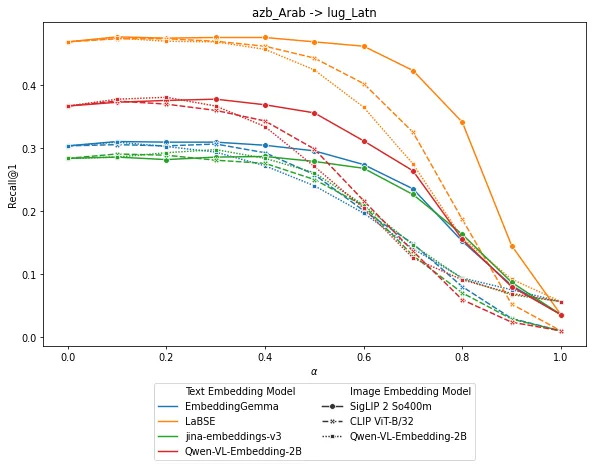 azb_Arab -> lug_Latn
Recall@1
0.4
0.3
0.2
0.1
0.0
0.0 0.2 0.4 0.6 0.8 1.0
α
Text Embedding Model
EmbeddingGemma
LaBSE
jina-embeddings-v3
Qwen-VL-Embedding-2B
Image Embedding Model
SigLIP 2 So400m
CLIP ViT-B/32
Qwen-VL-Embedding-2B